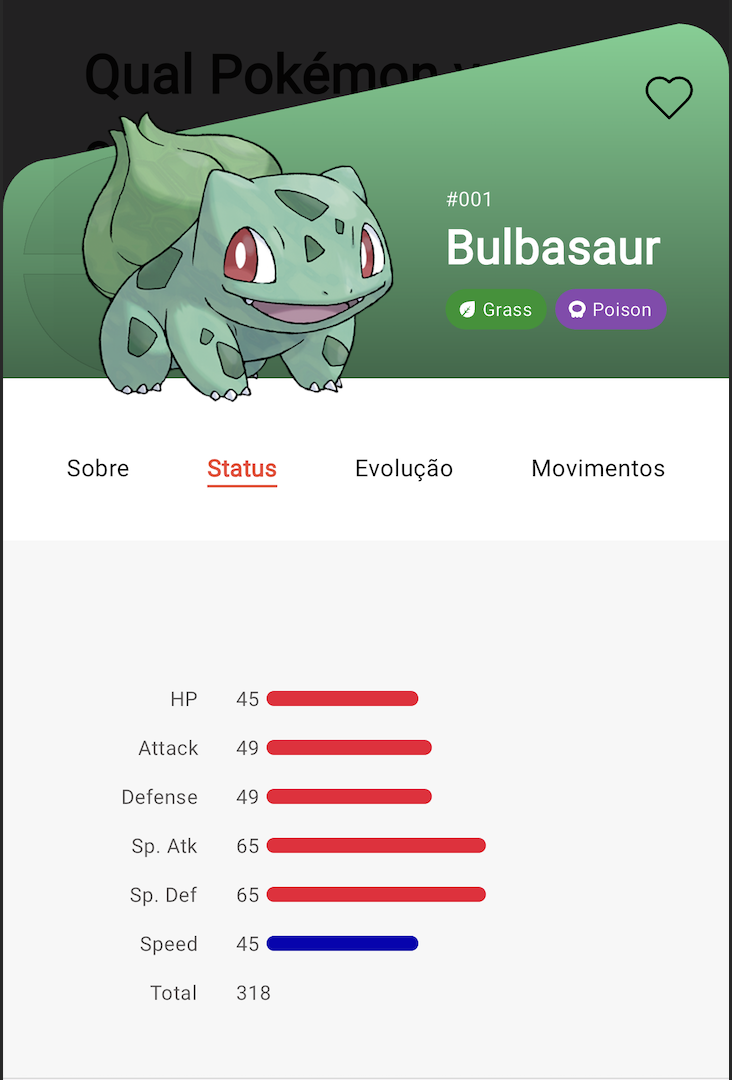 Qual Pokémon
#001
Bulbasaur
Grass Poison
Sobre Status Evolução Movimentos
HP 45
Attack 49
Defense 49
Sp. Atk 65
Sp. Def 65
Speed 45
Total 318